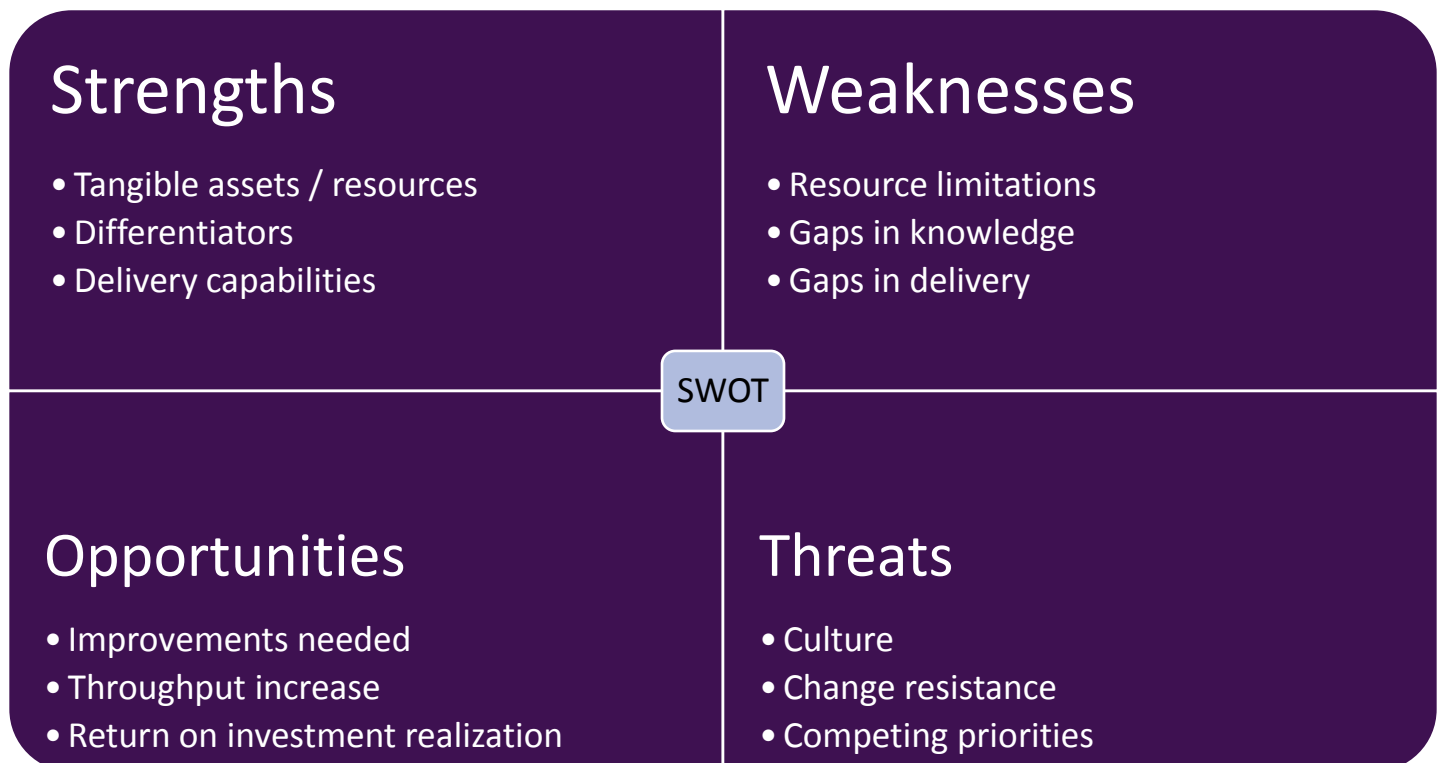 Strengths
• Tangible assets / resources
• Differentiators
• Delivery capabilities
Weaknesses
• Resource limitations
• Gaps in knowledge
• Gaps in delivery
SWOT
Opportunities
• Improvements needed
• Throughput increase
• Return on investment realization
Threats
• Culture
• Change resistance
• Competing priorities